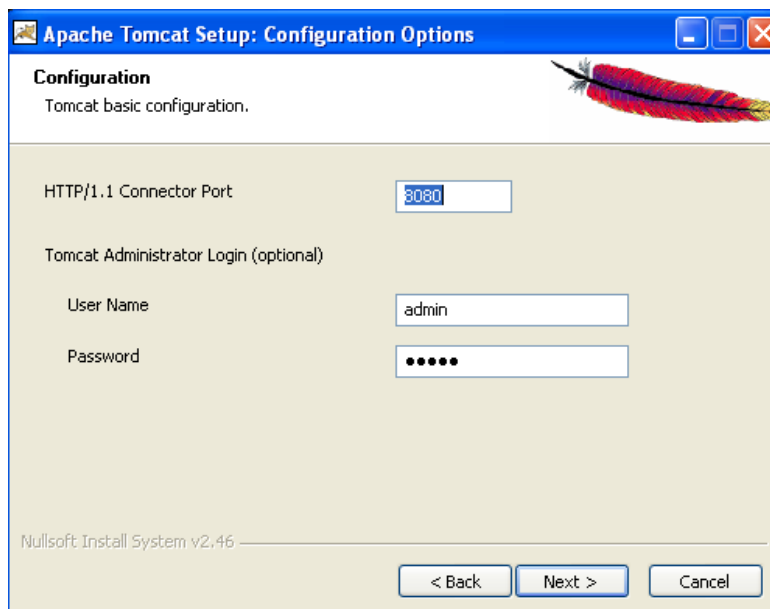 Apache Tomcat Setup: Configuration Options
Configuration
Tomcat basic configuration.
HTTP/1.1 Connector Port 8080
Tomcat Administrator Login (optional)
User Name admin
Password •••••
Nullsoft Install System v2.46
< Back Next > Cancel